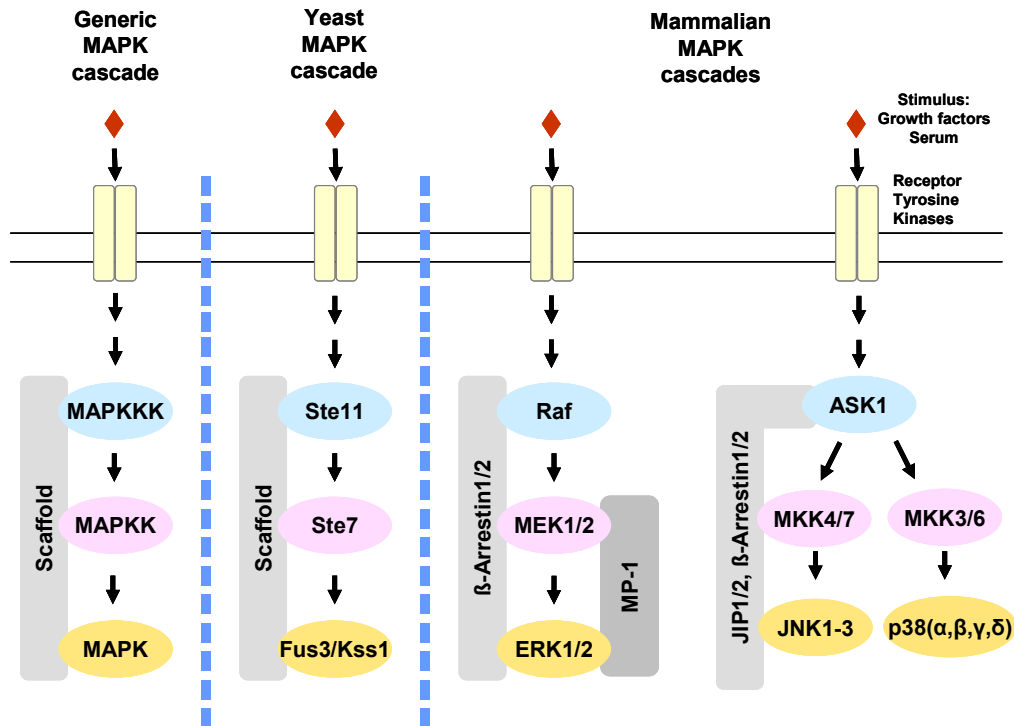 Generic
MAPK
cascade
Yeast
MAPK
cascade
Mammalian
MAPK
cascades
Stimulus:
Growth factors
Serum
Receptor
Tyrosine
Kinases
Scaffold
MAPKKK
MAPKK
MAPK
Scaffold
Ste11
Ste7
Fus3/Kss1
ß-Arrestin1/2
Raf
MEK1/2
ERK1/2
MP-1
JIP1/2, ß-Arrestin1/2
ASK1
MKK4/7
MKK3/6
JNK1-3
p38(α,β,γ,δ)